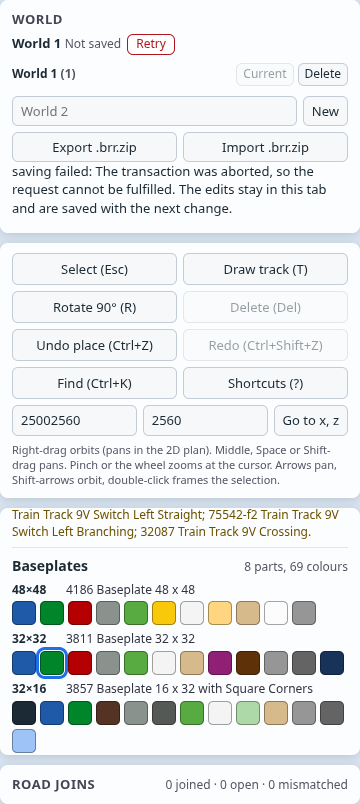 WORLD
World 1 Not saved Retry
World 1 (1) Current Delete
World 2 New
Export .brr.zip Import .brr.zip
saving failed: The transaction was aborted, so the
request cannot be fulfilled. The edits stay in this tab
and are saved with the next change.
Select (Esc) Draw track (T)
Rotate 90° (R) Delete (Del)
Undo place (Ctrl+Z) Redo (Ctrl+Shift+Z)
Find (Ctrl+K) Shortcuts (?)
25002560 2560 Go to x, z
Right-drag orbits (pans in the 2D plan). Middle, Space or Shift-
drag pans. Pinch or the wheel zooms at the cursor. Arrows pan,
Shift-arrows orbit, double-click frames the selection.
Train Track 9V Switch Left Straight; 75542-f2 Train Track 9V
Switch Left Branching; 32087 Train Track 9V Crossing.
Baseplates 8 parts, 69 colours
48×48 4186 Baseplate 48 x 48
32×32 3811 Baseplate 32 x 32
32×16 3857 Baseplate 16 x 32 with Square Corners
ROAD JOINS 0 joined · 0 open · 0 mismatched